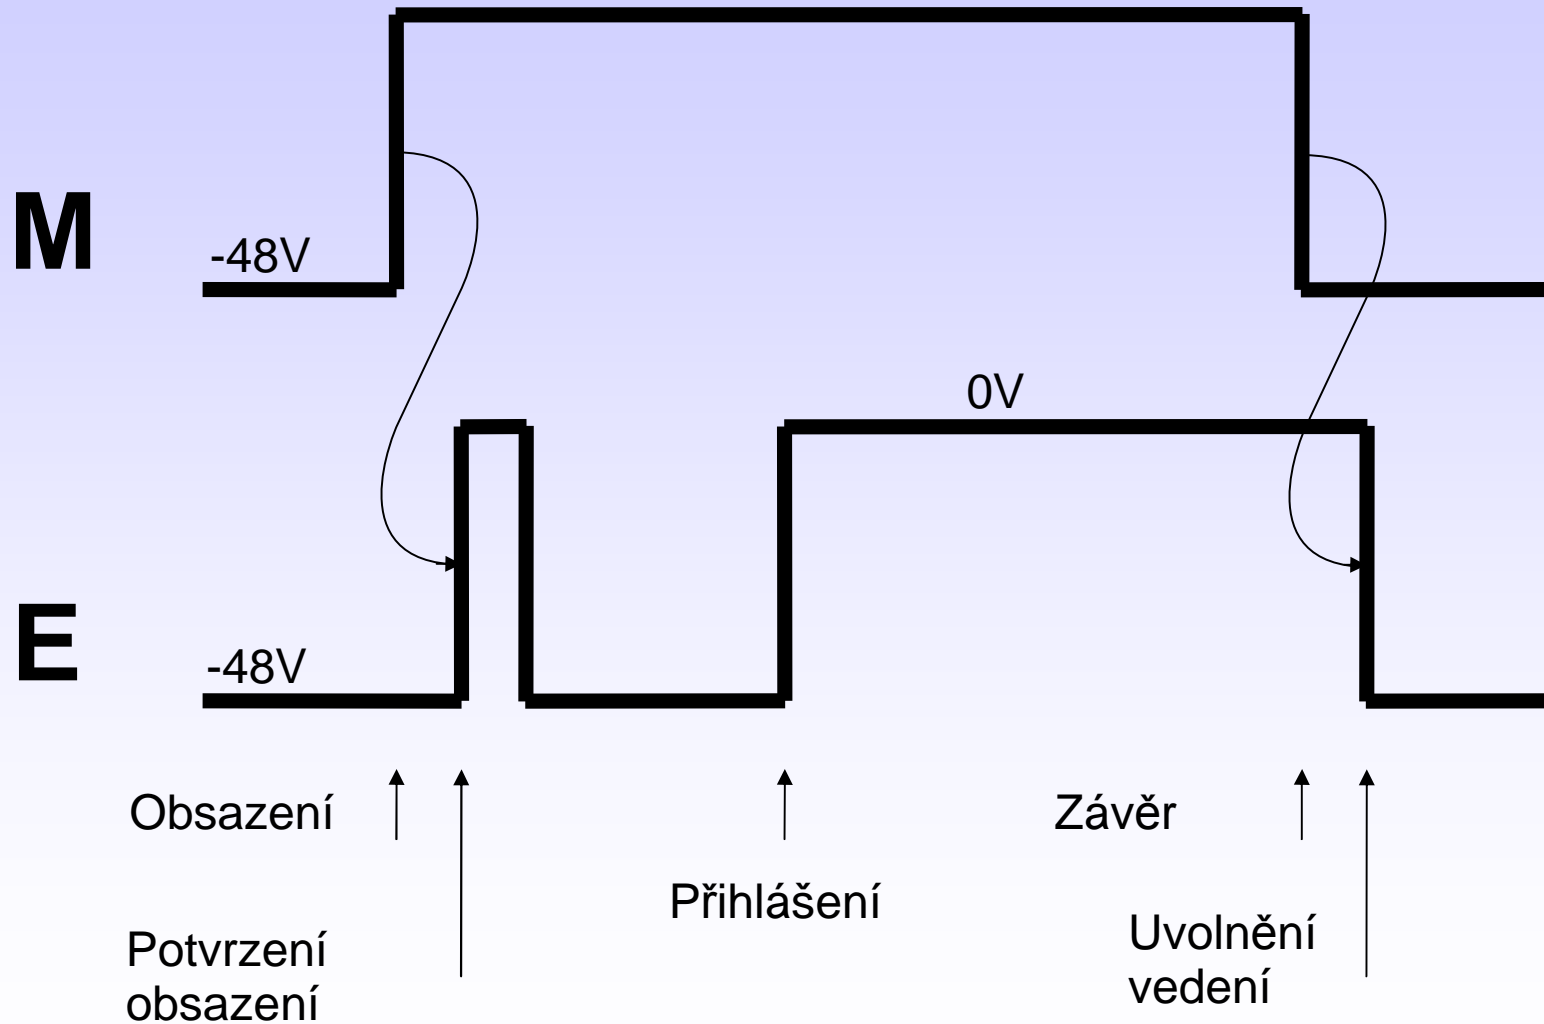 M
-48V
0V
E
-48V
Obsazení
Závěr
Přihlášení
Potvrzení
obsazení
Uvolnění
vedení